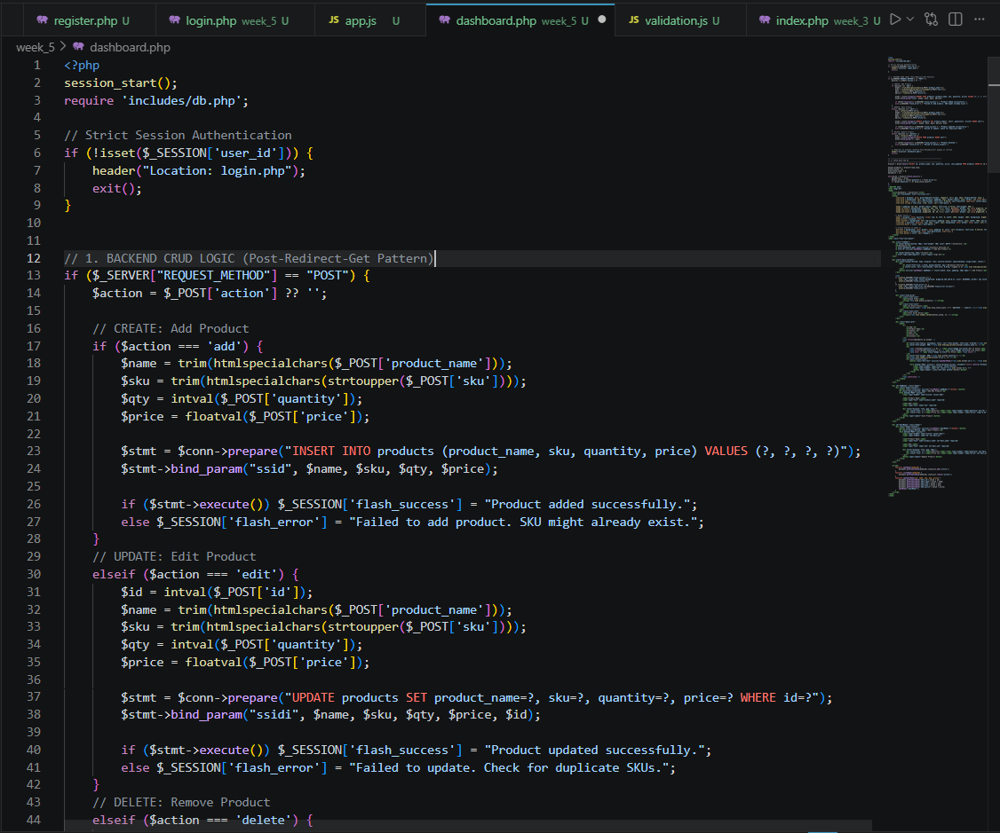 register.php U login.php week_5 U JS app.js U dashboard.php week_5 U JS validation.js U index.php week_3 U
week_5 > dashboard.php
1 <?php
2 session_start();
3 require 'includes/db.php';
4
5 // Strict Session Authentication
6 if (!isset($_SESSION['user_id'])) {
7 header("Location: login.php");
8 exit();
9 }
10
11
12 // 1. BACKEND CRUD LOGIC (Post-Redirect-Get Pattern)
13 if ($_SERVER["REQUEST_METHOD"] == "POST") {
14 $action = $_POST['action'] ?? '';
15
16 // CREATE: Add Product
17 if ($action === 'add') {
18 $name = trim(htmlspecialchars($_POST['product_name']));
19 $sku = trim(htmlspecialchars(strtoupper($_POST['sku'])));
20 $qty = intval($_POST['quantity']);
21 $price = floatval($_POST['price']);
22
23 $stmt = $conn->prepare("INSERT INTO products (product_name, sku, quantity, price) VALUES (?, ?, ?, ?)");
24 $stmt->bind_param("ssid", $name, $sku, $qty, $price);
25
26 if ($stmt->execute()) $_SESSION['flash_success'] = "Product added successfully.";
27 else $_SESSION['flash_error'] = "Failed to add product. SKU might already exist.";
28 }
29 // UPDATE: Edit Product
30 elseif ($action === 'edit') {
31 $id = intval($_POST['id']);
32 $name = trim(htmlspecialchars($_POST['product_name']));
33 $sku = trim(htmlspecialchars(strtoupper($_POST['sku'])));
34 $qty = intval($_POST['quantity']);
35 $price = floatval($_POST['price']);
36
37 $stmt = $conn->prepare("UPDATE products SET product_name=?, sku=?, quantity=?, price=? WHERE id=?");
38 $stmt->bind_param("ssidi", $name, $sku, $qty, $price, $id);
39
40 if ($stmt->execute()) $_SESSION['flash_success'] = "Product updated successfully.";
41 else $_SESSION['flash_error'] = "Failed to update. Check for duplicate SKUs.";
42 }
43 // DELETE: Remove Product
44 elseif ($action === 'delete') {